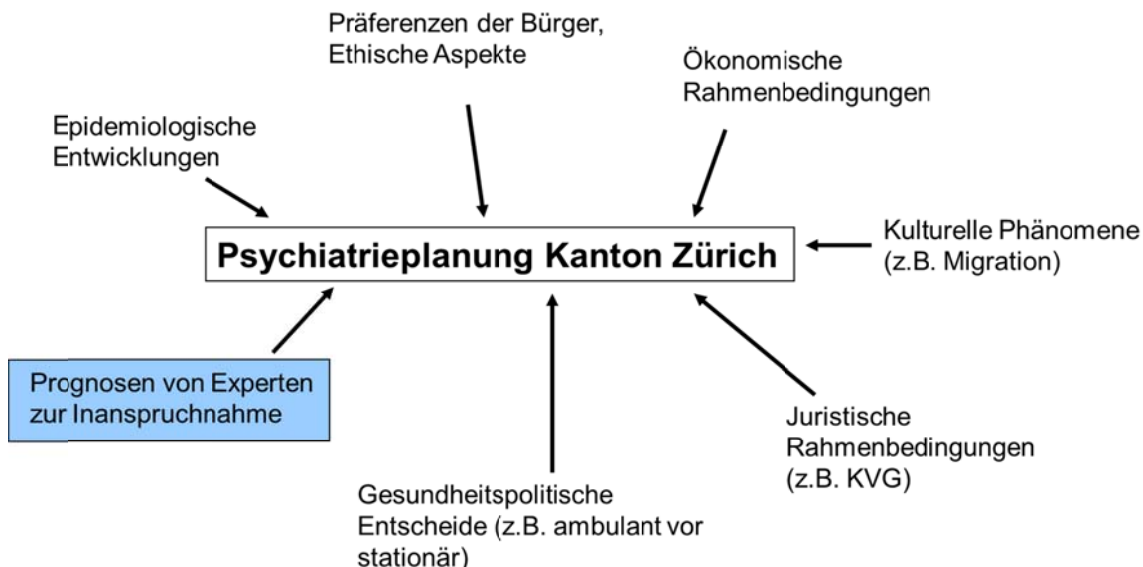 Präferenzen der Bürger,
Ethische Aspekte
Ökonomische
Rahmenbedingungen
Epidemiologische
Entwicklungen
Psychiatrieplanung Kanton Zürich
Kulturelle Phänomene
(z.B. Migration)
Prognosen von Experten
zur Inanspruchnahme
Juristische
Rahmenbedingungen
(z.B. KVG)
Gesundheitspolitische
Entscheide (z.B. ambulant vor
stationär)